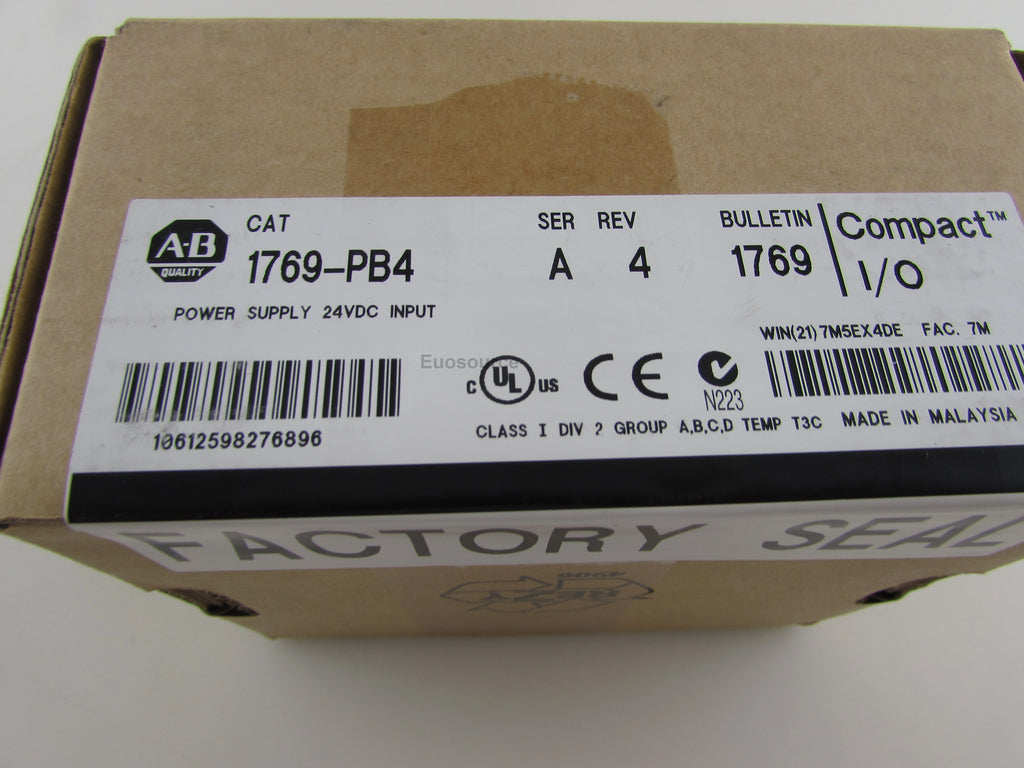 CAT SER REV BULLETIN Compact™
A-B QUALITY 1769-PB4 A 4 1769 I/O
POWER SUPPLY 24VDC INPUT
WIN(21) 7M5EX4DE FAC. 7M
Euosource
C UL US CE N223
10612598276896
CLASS I DIV 2 GROUP A,B,C,D TEMP T3C MADE IN MALAYSIA
FACTORY SEAL